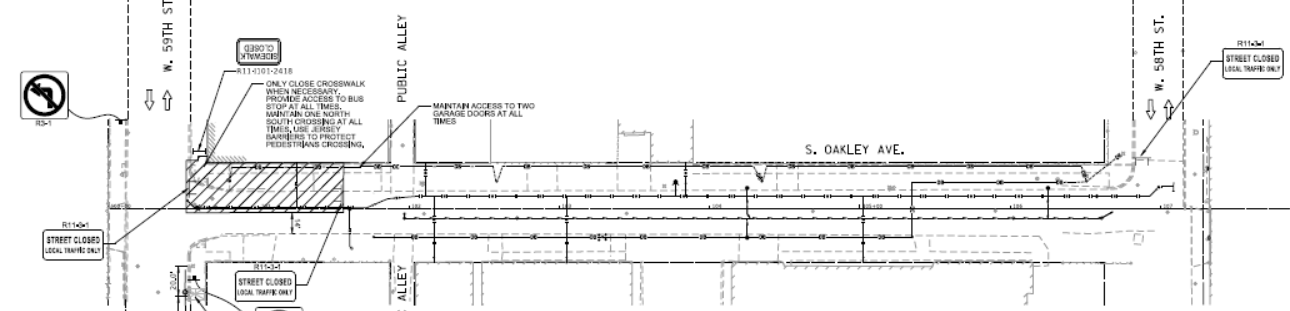 W. 59TH ST
SIDEWALK
CLOSED
R11-I101-2418
ONLY CLOSE CROSSWALK
WHEN NECESSARY,
PROVIDE ACCESS TO BUS
STOP AT ALL TIMES.
MAINTAIN ONE NORTH
SOUTH CROSSING AT ALL
TIMES, USE JERSEY
BARRIERS TO PROTECT
PEDESTRIANS CROSSING.
PUBLIC ALLEY
MAINTAIN ACCESS TO TWO
GARAGE DOORS AT ALL
TIMES
S. OAKLEY AVE.
W. 58TH ST.
R11-3-1
STREET CLOSED
LOCAL TRAFFIC ONLY
R3-1
R11-3-1
STREET CLOSED
LOCAL TRAFFIC ONLY
R11-3-1
STREET CLOSED
LOCAL TRAFFIC ONLY
20.0'
ALLEY
104
107